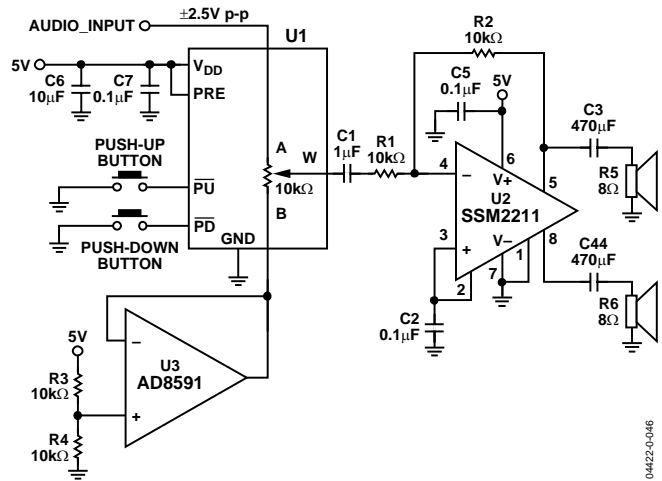 AUDIO_INPUT
±2.5V p-p
U1
5V
C6
10µF
C7
0.1µF
VDD
PRE
PUSH-UP
BUTTON
PU
PD
PUSH-DOWN
BUTTON
GND
A
W
10kΩ
B
C1
1µF
R1
10kΩ
R2
10kΩ
C5
0.1µF
5V
4
−
6
V+
U2
SSM2211
5
8
3
+
2
V−
7
1
C2
0.1µF
C3
470µF
R5
8Ω
C44
470µF
R6
8Ω
5V
R3
10kΩ
R4
10kΩ
−
U3
AD8591
+
04422-0-046